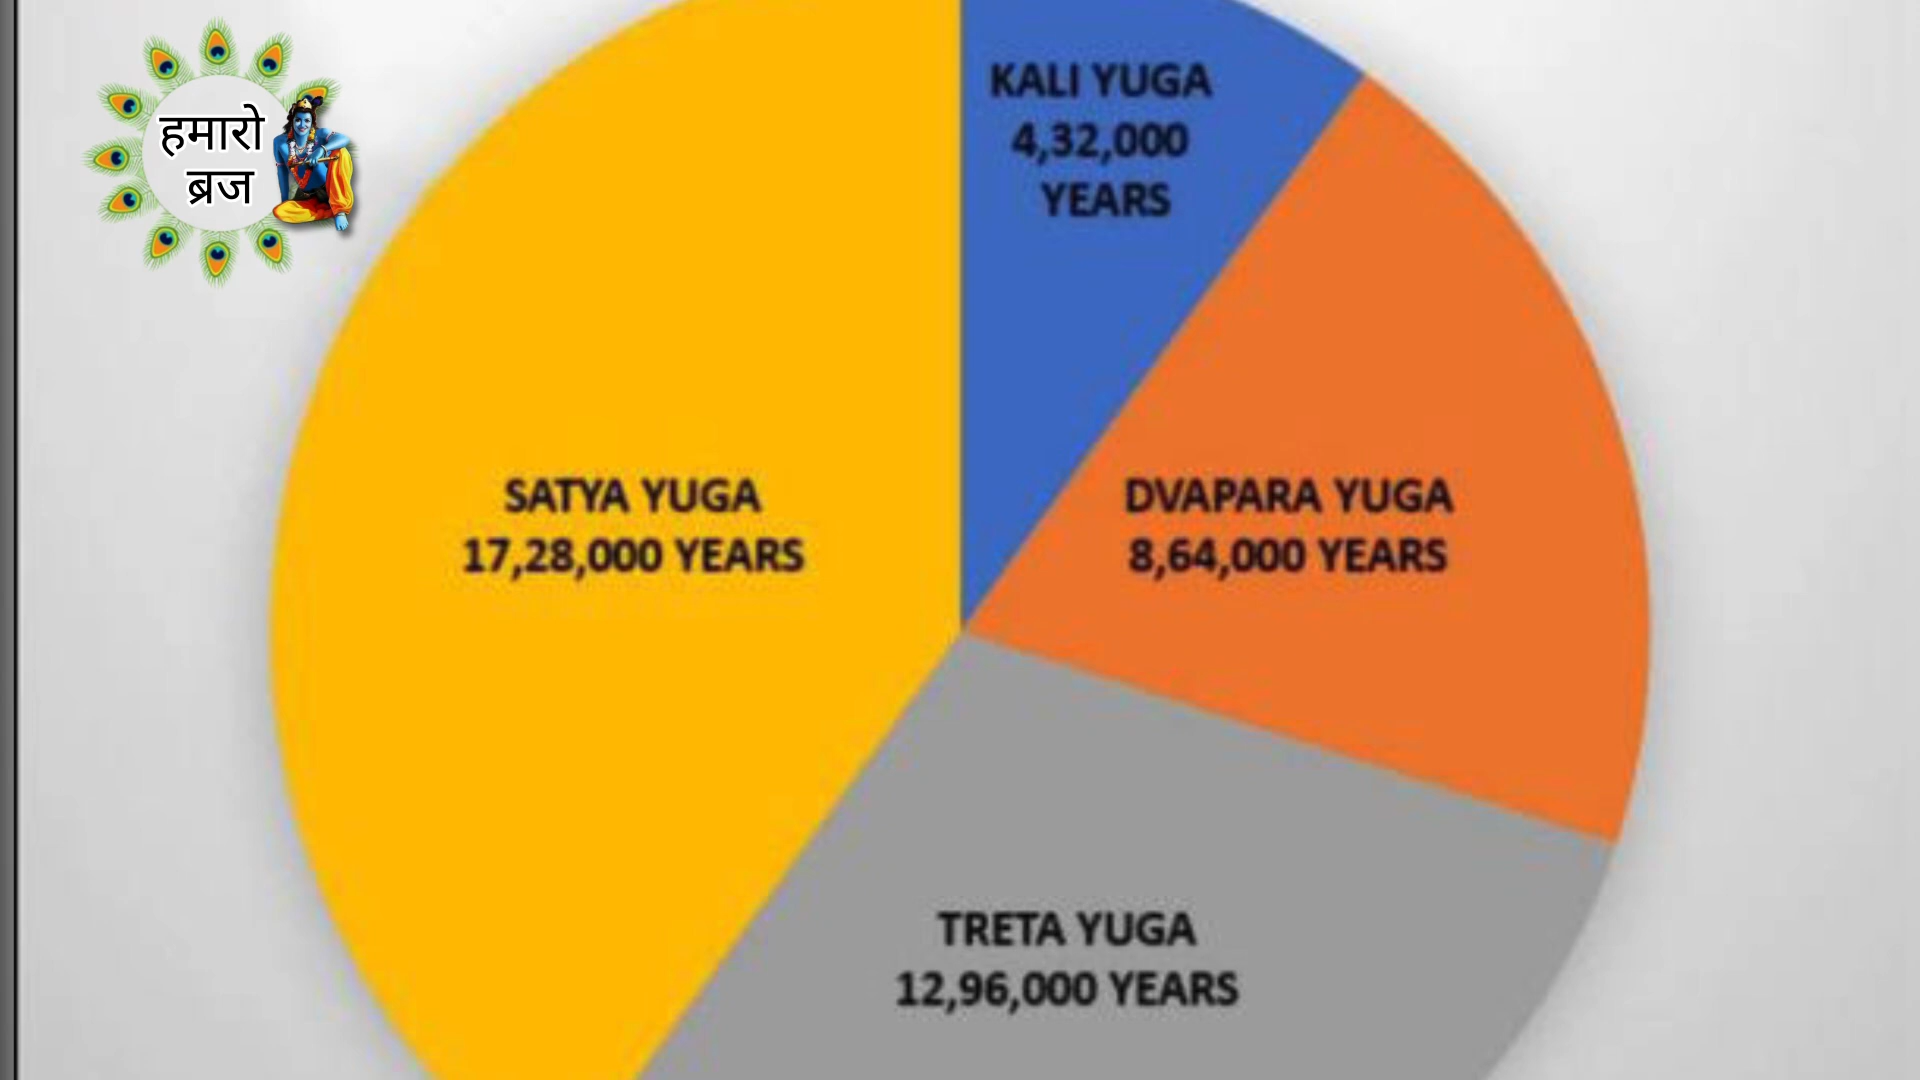 हमारो
ब्रज
KALI YUGA
4,32,000
YEARS
SATYA YUGA
17,28,000 YEARS
DVAPARA YUGA
8,64,000 YEARS
TRETA YUGA
12,96,000 YEARS